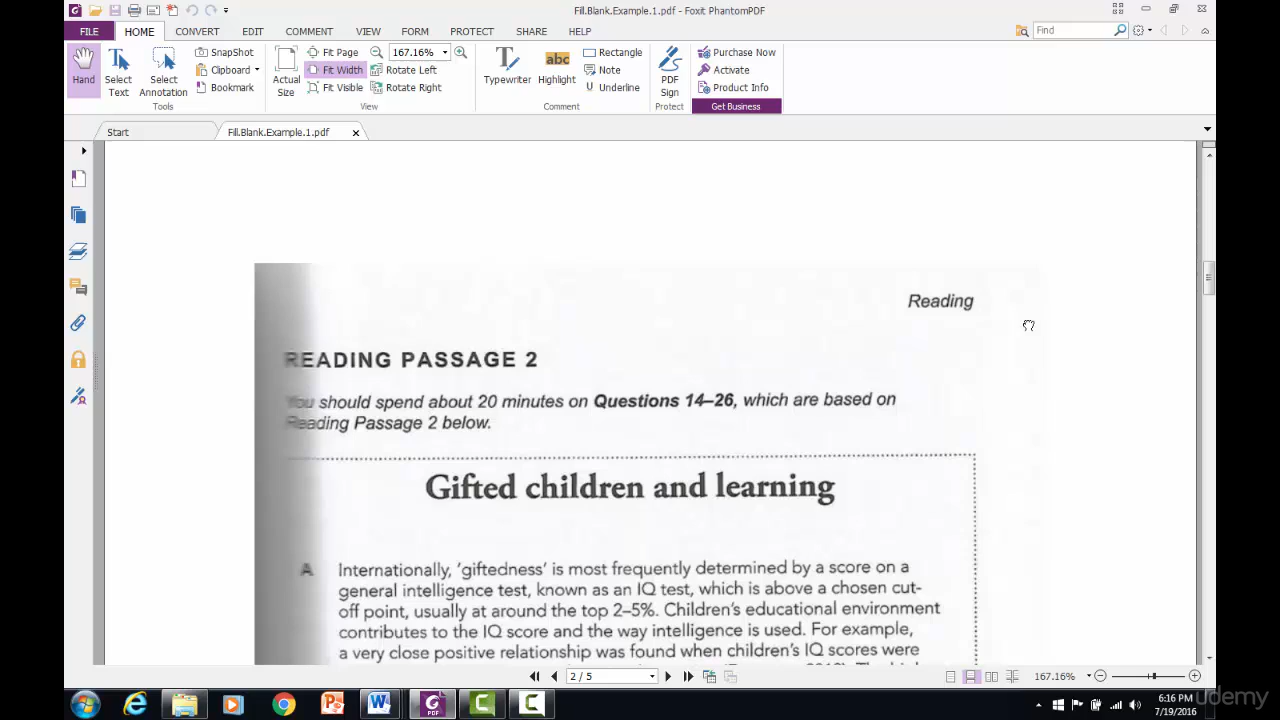 Fill.Blank.Example.1.pdf - Foxit PhantomPDF
FILE HOME CONVERT EDIT COMMENT VIEW FORM PROTECT SHARE HELP
Find
Hand
Select Text
Select Annotation
SnapShot
Clipboard
Bookmark
Tools
Actual Size
Fit Page
Fit Width
Fit Visible
167.16%
Rotate Left
Rotate Right
View
Typewriter
abc
Highlight
Rectangle
Note
Underline
Comment
PDF Sign
Protect
Purchase Now
Activate
Product Info
Get Business
Start
Fill.Blank.Example.1.pdf
Reading
READING PASSAGE 2
You should spend about 20 minutes on Questions 14–26, which are based on
Reading Passage 2 below.
Gifted children and learning
A Internationally, 'giftedness' is most frequently determined by a score on a
general intelligence test, known as an IQ test, which is above a chosen cut-
off point, usually at around the top 2–5%. Children's educational environment
contributes to the IQ score and the way intelligence is used. For example,
a very close positive relationship was found when children's IQ scores were
2 / 5
167.16%
6:16 PM
7/19/2016
udemy